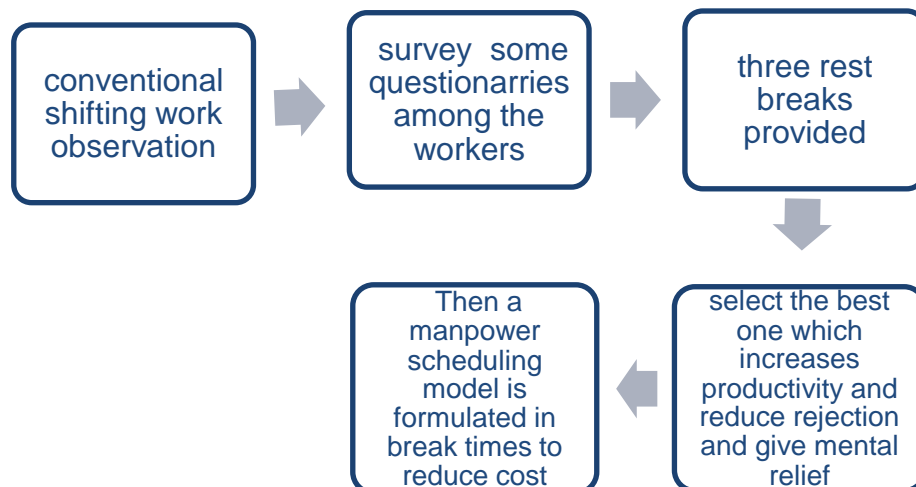 conventional
shifting work
observation
survey some
questionarries
among the
workers
three rest
breaks
provided
select the best
one which
increases
productivity and
reduce rejection
and give mental
relief
Then a
manpower
scheduling
model is
formulated in
break times to
reduce cost